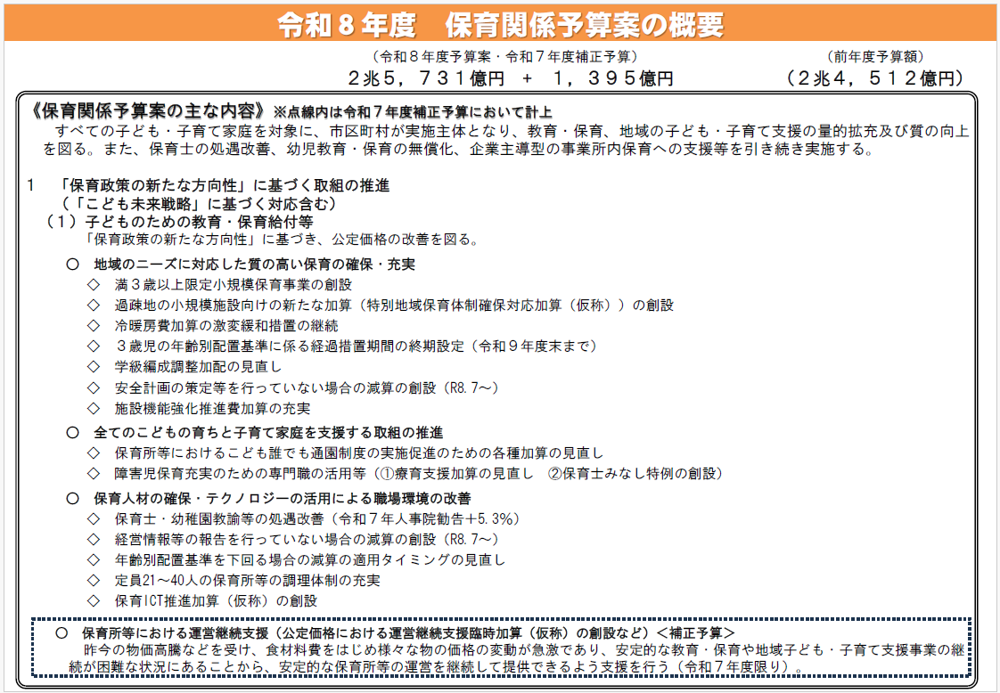 令和８年度　保育関係予算案の概要
（令和８年度予算案・令和７年度補正予算）　（前年度予算額）
２兆５，７３１億円　＋　１，３９５億円　（２兆４，５１２億円）
《保育関係予算案の主な内容》※点線内は令和７年度補正予算において計上
すべての子ども・子育て家庭を対象に、市区町村が実施主体となり、教育・保育、地域の子ども・子育て支援の量的拡充及び質の向上
を図る。また、保育士の処遇改善、幼児教育・保育の無償化、企業主導型の事業所内保育への支援等を引き続き実施する。
１　「保育政策の新たな方向性」に基づく取組の推進
（「こども未来戦略」に基づく対応含む）
（１）子どものための教育・保育給付等
「保育政策の新たな方向性」に基づき、公定価格の改善を図る。
〇　地域のニーズに対応した質の高い保育の確保・充実
◇　満３歳以上限定小規模保育事業の創設
◇　過疎地の小規模施設向けの新たな加算（特別地域保育体制確保対応加算（仮称））の創設
◇　冷暖房費加算の激変緩和措置の継続
◇　３歳児の年齢別配置基準に係る経過措置期間の終期設定（令和９年度末まで）
◇　学級編成調整加配の見直し
◇　安全計画の策定等を行っていない場合の減算の創設（R8.7～）
◇　施設機能強化推進費加算の充実
〇　全てのこどもの育ちと子育て家庭を支援する取組の推進
◇　保育所等におけるこども誰でも通園制度の実施促進のための各種加算の見直し
◇　障害児保育充実のための専門職の活用等（①療育支援加算の見直し　②保育士みなし特例の創設）
〇　保育人材の確保・テクノロジーの活用による職場環境の改善
◇　保育士・幼稚園教諭等の処遇改善（令和７年人事院勧告＋5.3%）
◇　経営情報等の報告を行っていない場合の減算の創設（R8.7～）
◇　年齢別配置基準を下回る場合の減算の適用タイミングの見直し
◇　定員21～40人の保育所等の調理体制の充実
◇　保育ICT推進加算（仮称）の創設
〇　保育所等における運営継続支援（公定価格における運営継続支援臨時加算（仮称）の創設など）＜補正予算＞
昨今の物価高騰などを受け、食材料費をはじめ様々な物の価格の変動が急激であり、安定的な教育・保育や地域子ども・子育て支援事業の継
続が困難な状況にあることから、安定的な保育所等の運営を継続して提供できるよう支援を行う（令和７年度限り）。